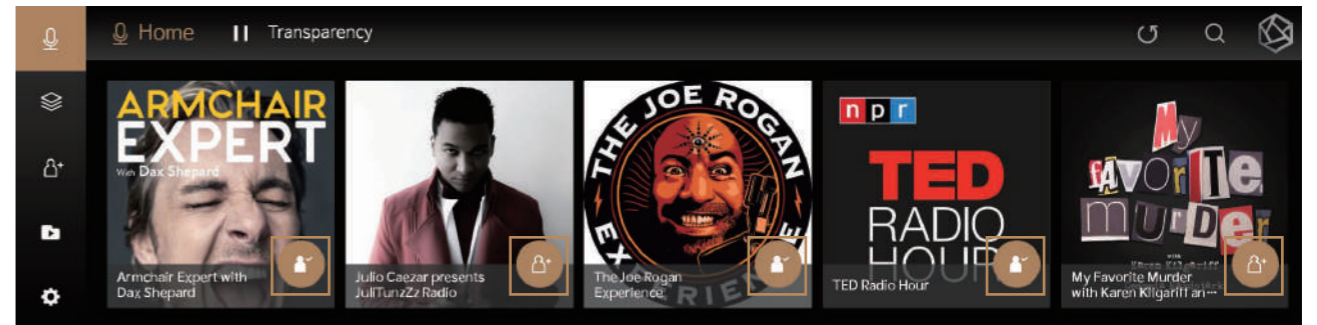 Home
Transparency
ARMCHAIR
EXPERT
With Dax Shepard
Armchair Expert with
Dax Shepard
Julio Caezar presents
JuliTunzZz Radio
THE JOE ROGAN
EXPERIENCE
The Joe Rogan
Experience
npr
TED
RADIO
HOUR
TED Radio Hour
My
fAVORITe
MURDeR
with
My Favorite Murder
with Karen Kilgariff an…